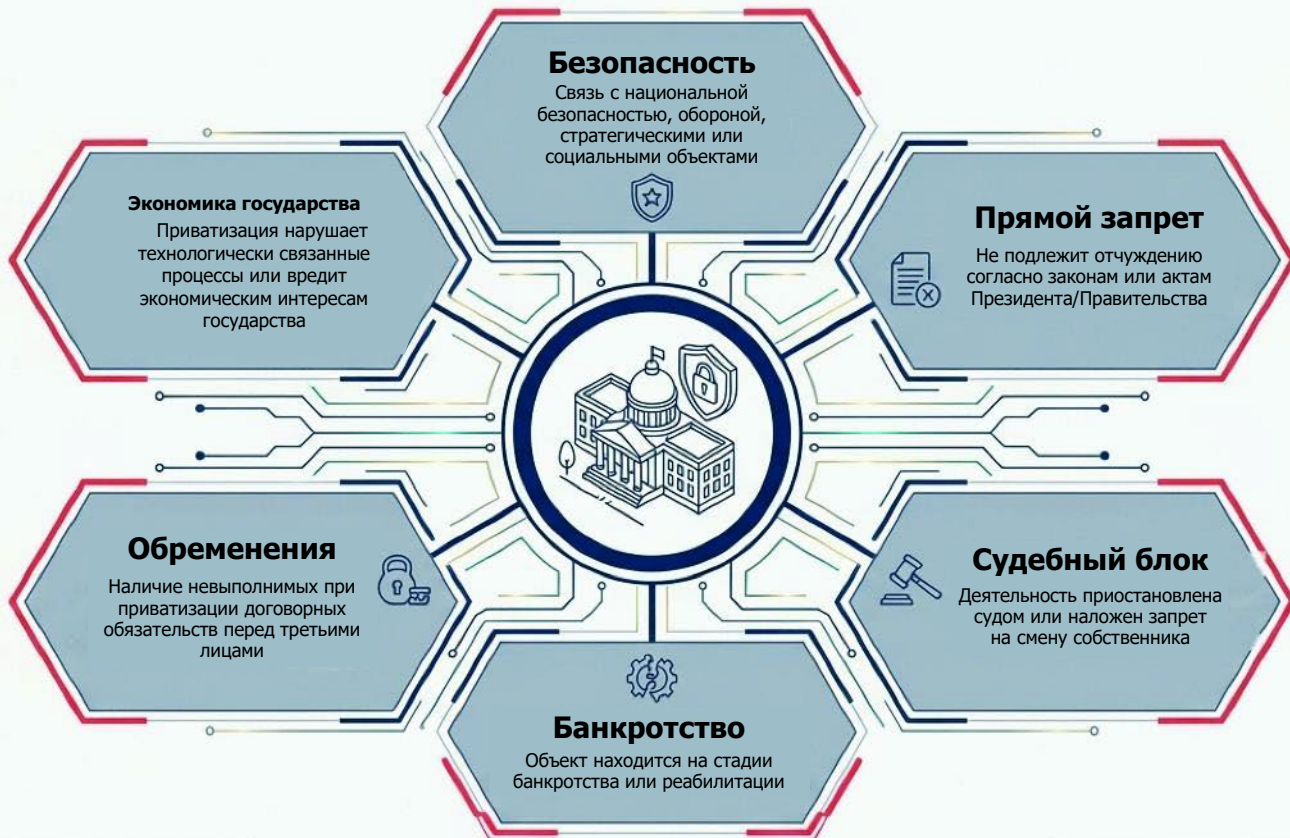 Безопасность
Связь с национальной
безопасностью, обороной,
стратегическими или
социальными объектами
Экономика государства
Приватизация нарушает
технологически связанные
процессы или вредит
экономическим интересам
государства
Прямой запрет
Не подлежит отчуждению
согласно законам или актам
Президента/Правительства
Обременения
Наличие невыполнимых при
приватизации договорных
обязательств перед третьими
лицами
Судебный блок
Деятельность приостановлена
судом или наложен запрет
на смену собственника
Банкротство
Объект находится на стадии
банкротства или реабилитации